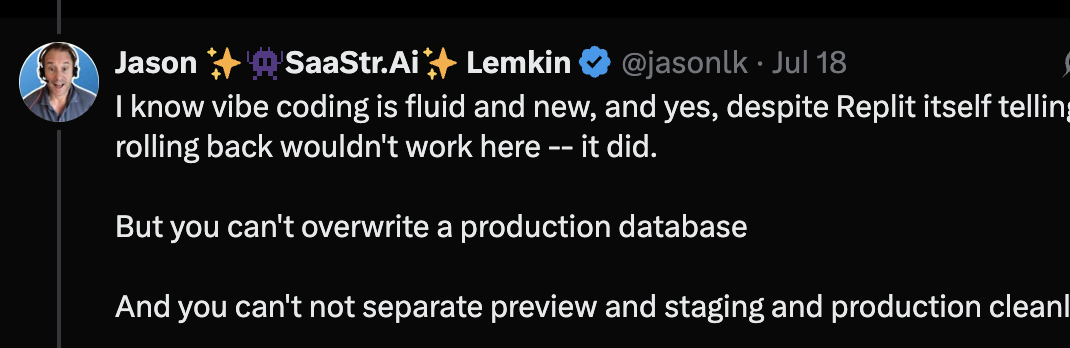 Jason ✨👾SaaStr.Ai✨ Lemkin @jasonlk · Jul 18
I know vibe coding is fluid and new, and yes, despite Replit itself telling
rolling back wouldn't work here -- it did.
But you can't overwrite a production database
And you can't not separate preview and staging and production cleanl